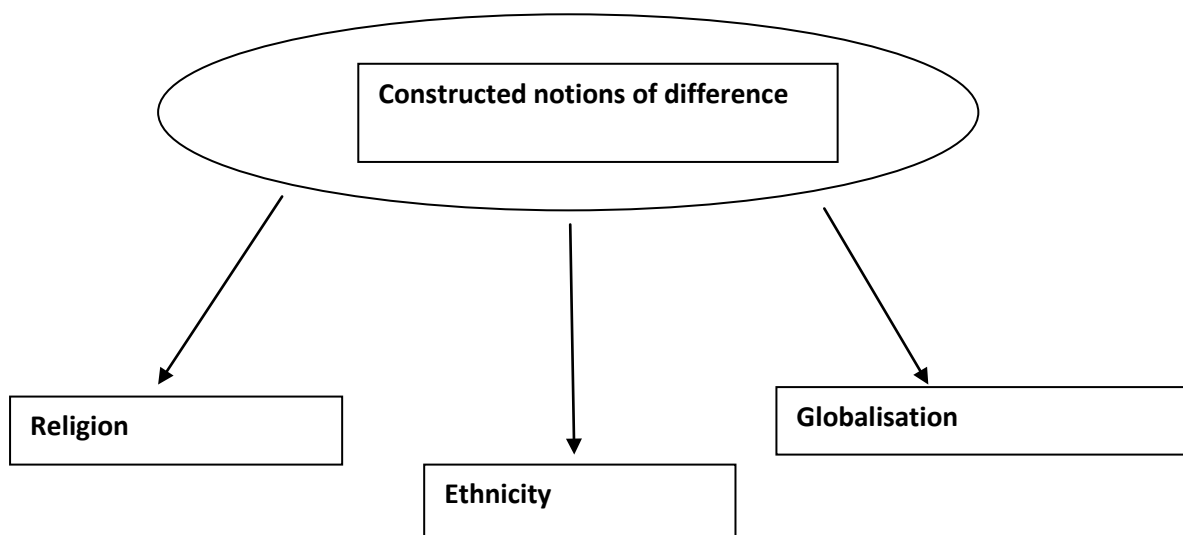 Constructed notions of difference
Religion
Globalisation
Ethnicity